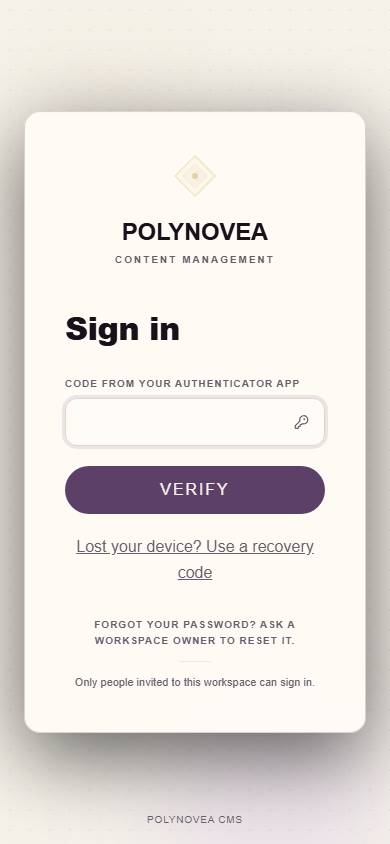 POLYNOVEA
CONTENT MANAGEMENT
Sign in
CODE FROM YOUR AUTHENTICATOR APP
VERIFY
Lost your device? Use a recovery
code
FORGOT YOUR PASSWORD? ASK A
WORKSPACE OWNER TO RESET IT.
Only people invited to this workspace can sign in.
POLYNOVEA CMS